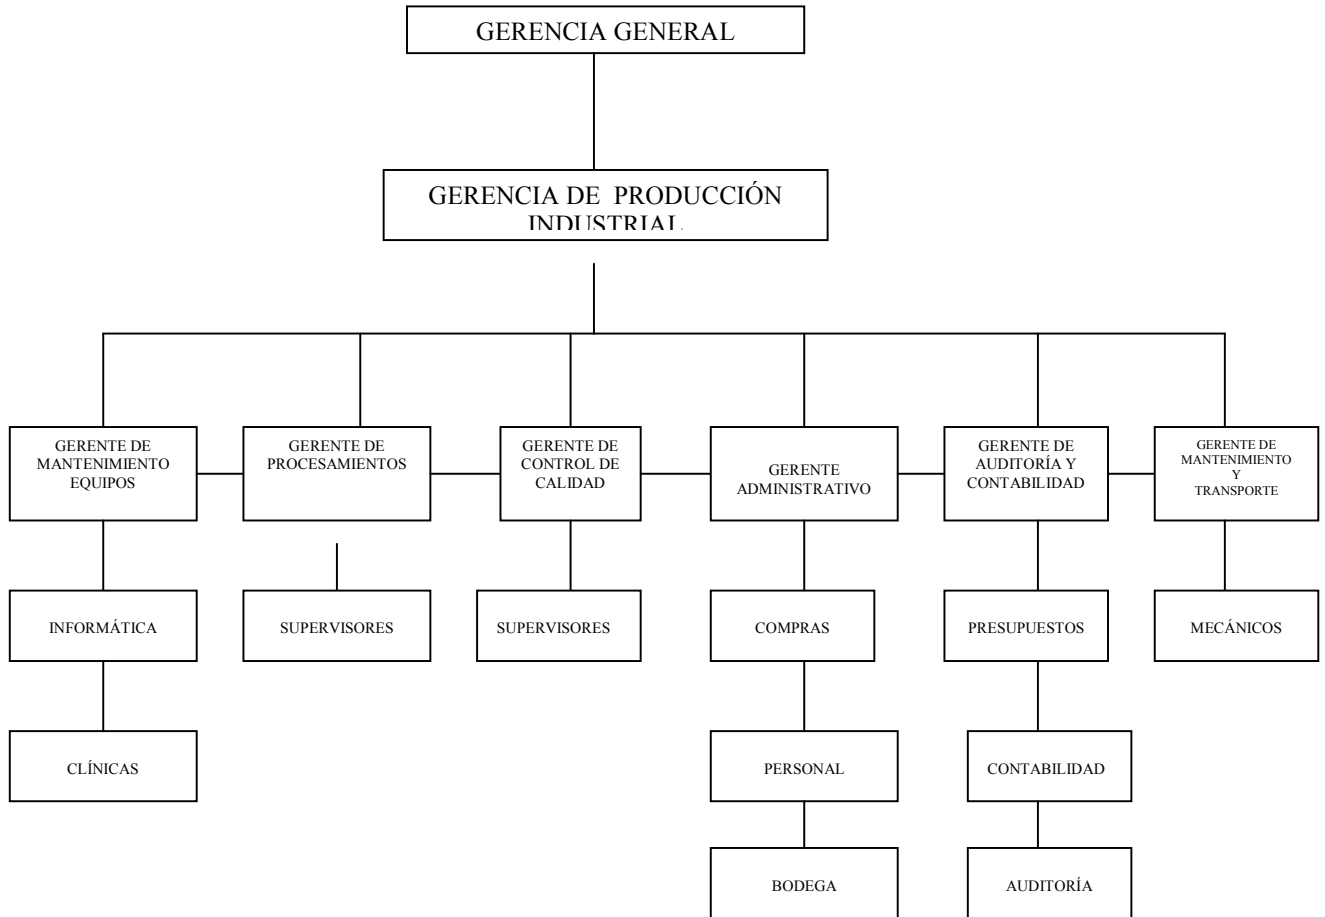 GERENCIA GENERAL
GERENCIA DE PRODUCCIÓN
INDUSTRIAL
GERENTE DE
MANTENIMIENTO
EQUIPOS
GERENTE DE
PROCESAMIENTOS
GERENTE DE
CONTROL DE
CALIDAD
GERENTE
ADMINISTRATIVO
GERENTE DE
AUDITORÍA Y
CONTABILIDAD
GERENTE DE
MANTENIMIENTO
Y
TRANSPORTE
INFORMÁTICA
SUPERVISORES
SUPERVISORES
COMPRAS
PRESUPUESTOS
MECÁNICOS
CLÍNICAS
PERSONAL
CONTABILIDAD
BODEGA
AUDITORÍA